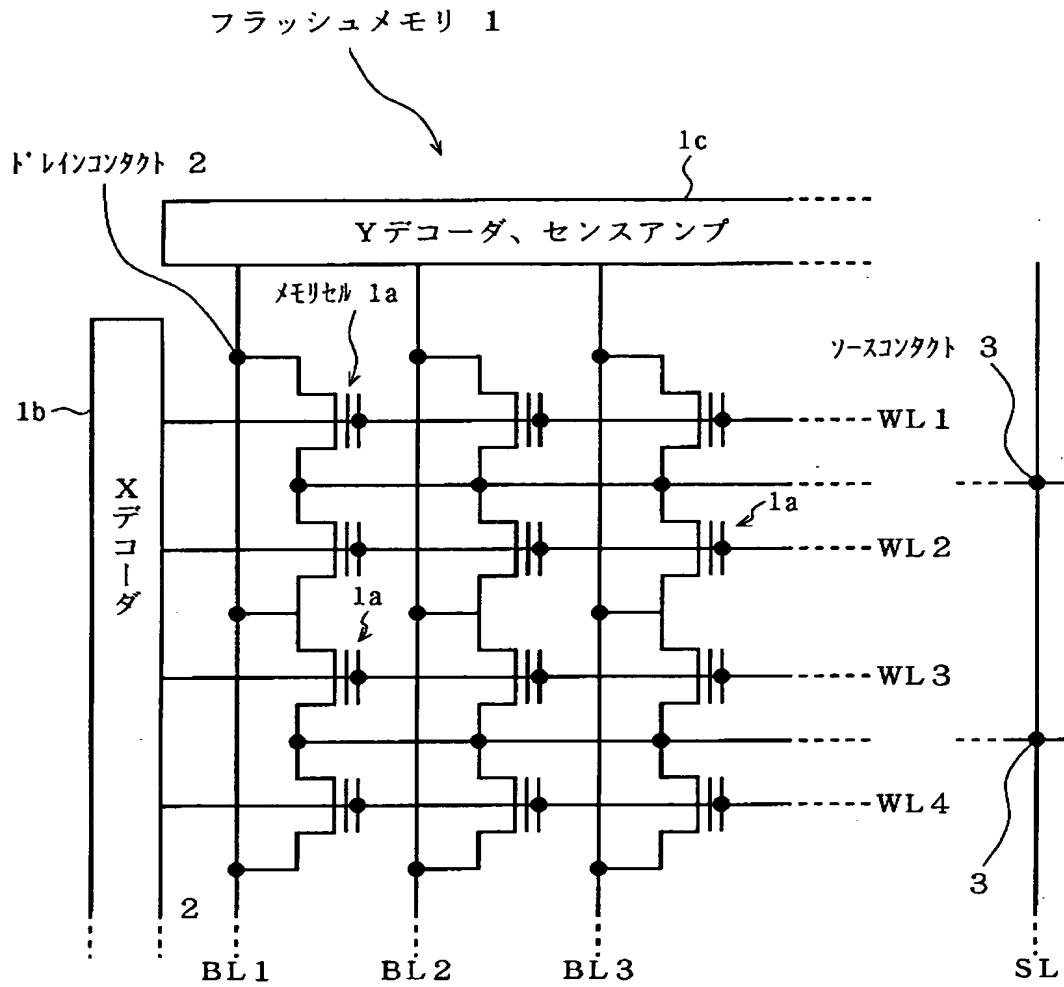 フラッシュメモリ 1
1c
ドレインコンタクト 2
Yデコーダ、センスアンプ
メモリセル 1a
ソースコンタクト 3
1b
WL1
Xデコーダ
1a
WL2
1a
WL3
WL4
3
2
BL1
BL2
BL3
SL